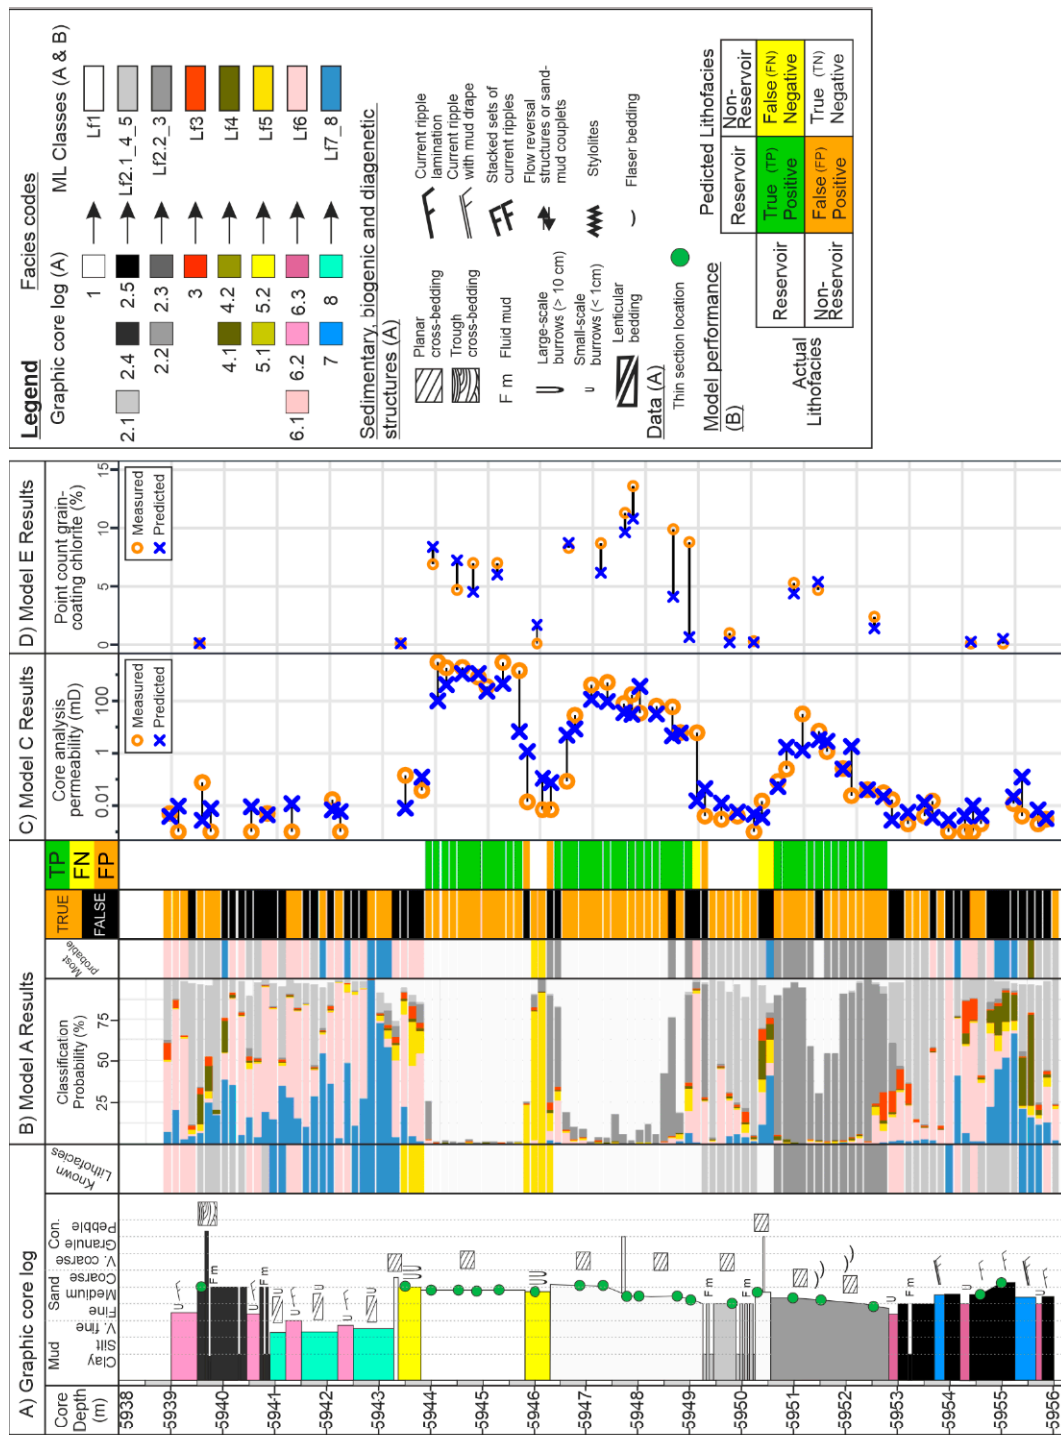 Legend
Facies codes
Graphic core log (A)
ML Classes (A & B)
1
Lf1
2.1
2.4
2.5
Lf2.1_4_5
2.2
2.3
Lf2.2_3
3
Lf3
4.1
4.2
Lf4
5.1
5.2
Lf5
6.1
6.2
6.3
Lf6
7
8
Lf7_8
Sedimentary, biogenic and diagenetic
structures (A)
Planar
cross-bedding
Trough
cross-bedding
F m
Fluid mud
Large-scale
burrows (> 10 cm)
Small-scale
burrows (< 1cm)
Lenticular
bedding
Current ripple
lamination
Current ripple
with mud drape
Stacked sets of
current ripples
Flow reversal
structures or sand-
mud couplets
Stylolites
Flaser bedding
Data (A)
Thin section location
Model performance
(B)
Pedicted Lithofacies
Reservoir
Non-
Reservoir
Actual
Lithofacies
Reservoir
True (TP)
Positive
False (FN)
Negative
Non-
Reservoir
False (FP)
Positive
True (TN)
Negative
A) Graphic core log
Core
Depth
(m)
Mud
Sand
Con.
Clay
Silt
V. fine
Fine
Medium
Coarse
V. coarse
Granule
Pebble
5938
5939
5940
5941
5942
5943
5944
5945
5946
5947
5948
5949
5950
5951
5952
5953
5954
5955
5956
F m
F m
F m
F m
F m
B) Model A Results
Known
Lithofacies
Classification
Probability (%)
25
50
75
Most
probable
TRUE
FALSE
TP
FN
FP
C) Model C Results
Core analysis
permeability (mD)
0.01
1
100
Measured
Predicted
D) Model E Results
Point count grain-
coating chlorite (%)
0
5
10
15
Measured
Predicted